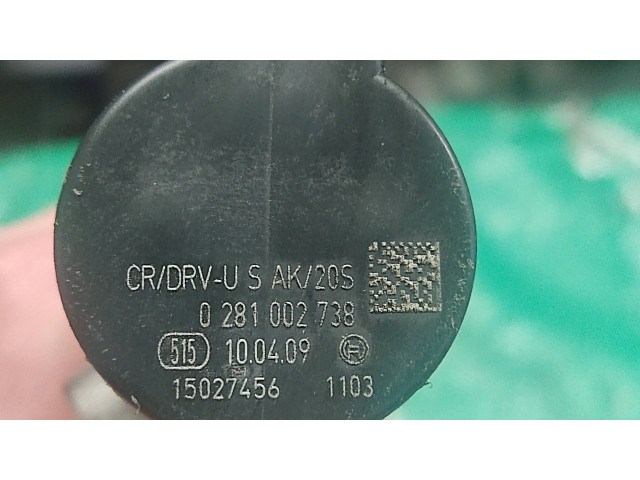 CR/DRV-U S AK/20S
0 281 002 738
515 10.04.09 H
15027456 1103